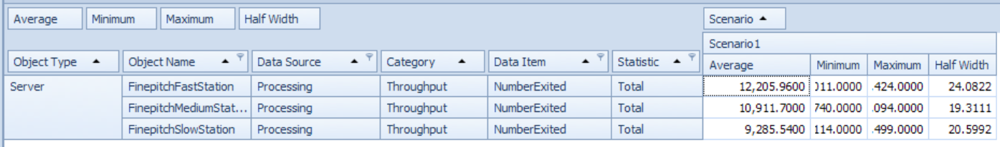 Average Minimum Maximum Half Width Scenario
Scenario1
Object Type Object Name Data Source Category Data Item Statistic Average Minimum Maximum Half Width
Server FinepitchFastStation Processing Throughput NumberExited Total 12,205.9600 011.0000 .424.0000 24.0822
FinepitchMediumStat... Processing Throughput NumberExited Total 10,911.7000 740.0000 .094.0000 19.3111
FinepitchSlowStation Processing Throughput NumberExited Total 9,285.5400 114.0000 .499.0000 20.5992